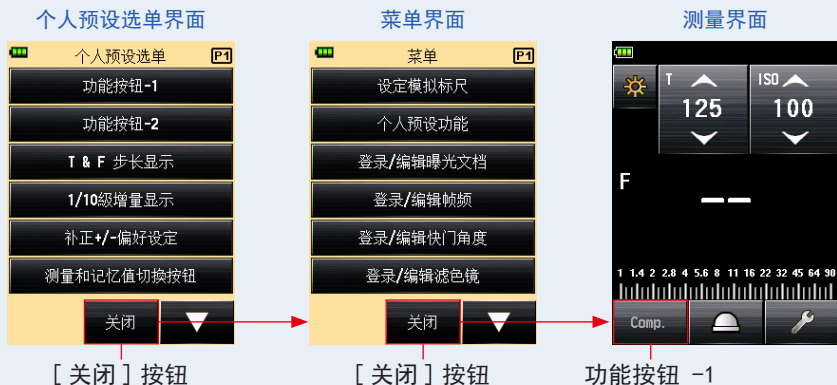 个人预设选单界面
个人预设选单 P1
功能按钮-1
功能按钮-2
T & F 步长显示
1/10級增量显示
补正+/-偏好设定
测量和记忆值切换按钮
关闭
[ 关闭 ] 按钮
菜单界面
菜单 P1
设定模拟标尺
个人预设功能
登录/编辑曝光文档
登录/编辑帧频
登录/编辑快门角度
登录/编辑滤色镜
关闭
[ 关闭 ] 按钮
测量界面
T ISO
125 100
F
--
1 1.4 2 2.8 4 5.6 8 11 16 22 32 45 64 90
Comp.
功能按钮 -1